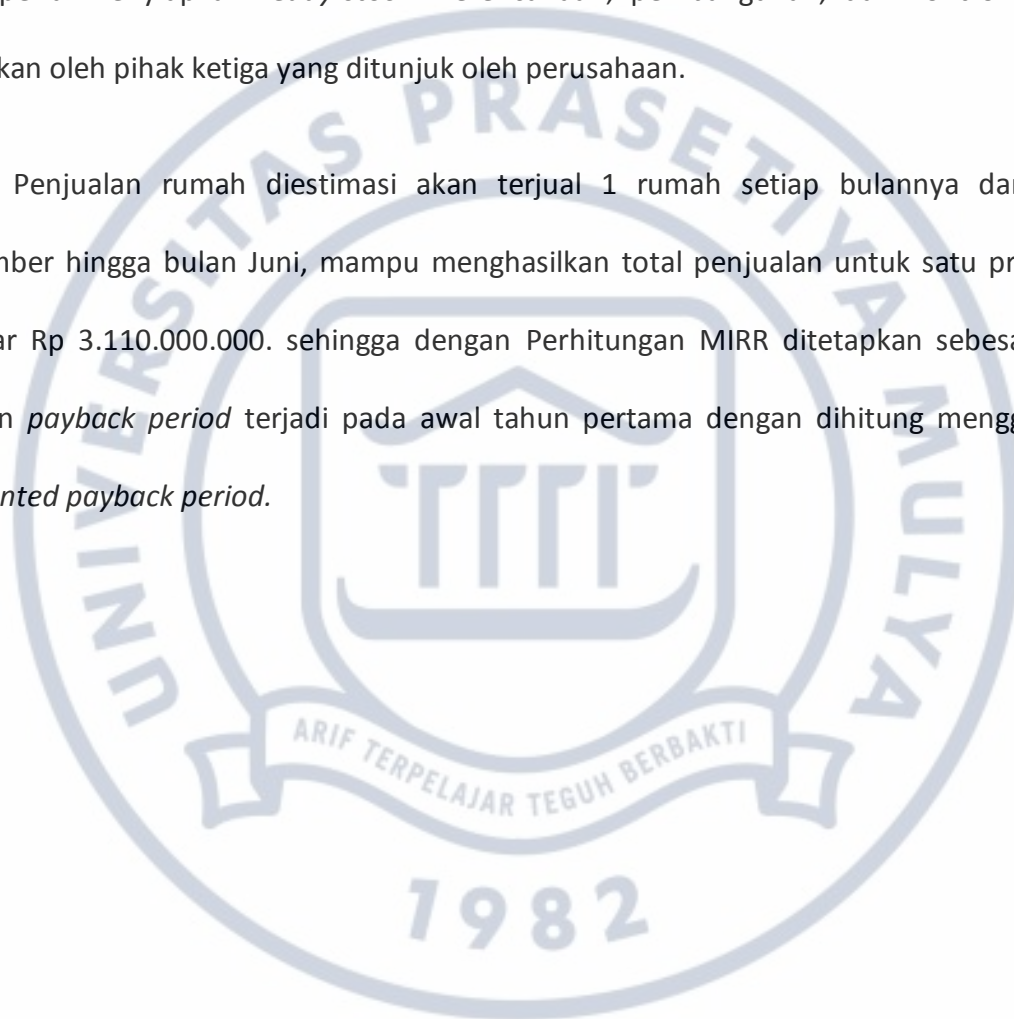 kan oleh pihak ketiga yang ditunjuk oleh perusahaan.
Penjualan rumah diestimasi akan terjual 1 rumah setiap bulannya dar
mber hingga bulan Juni, mampu menghasilkan total penjualan untuk satu pr
ar Rp 3.110.000.000. sehingga dengan Perhitungan MIRR ditetapkan sebesa
n payback period terjadi pada awal tahun pertama dengan dihitung mengg
nted payback period.
UNIVERSITAS PRASETIYA MULYA
ARIF TERPELAJAR TEGUH BERBAKTI
1982